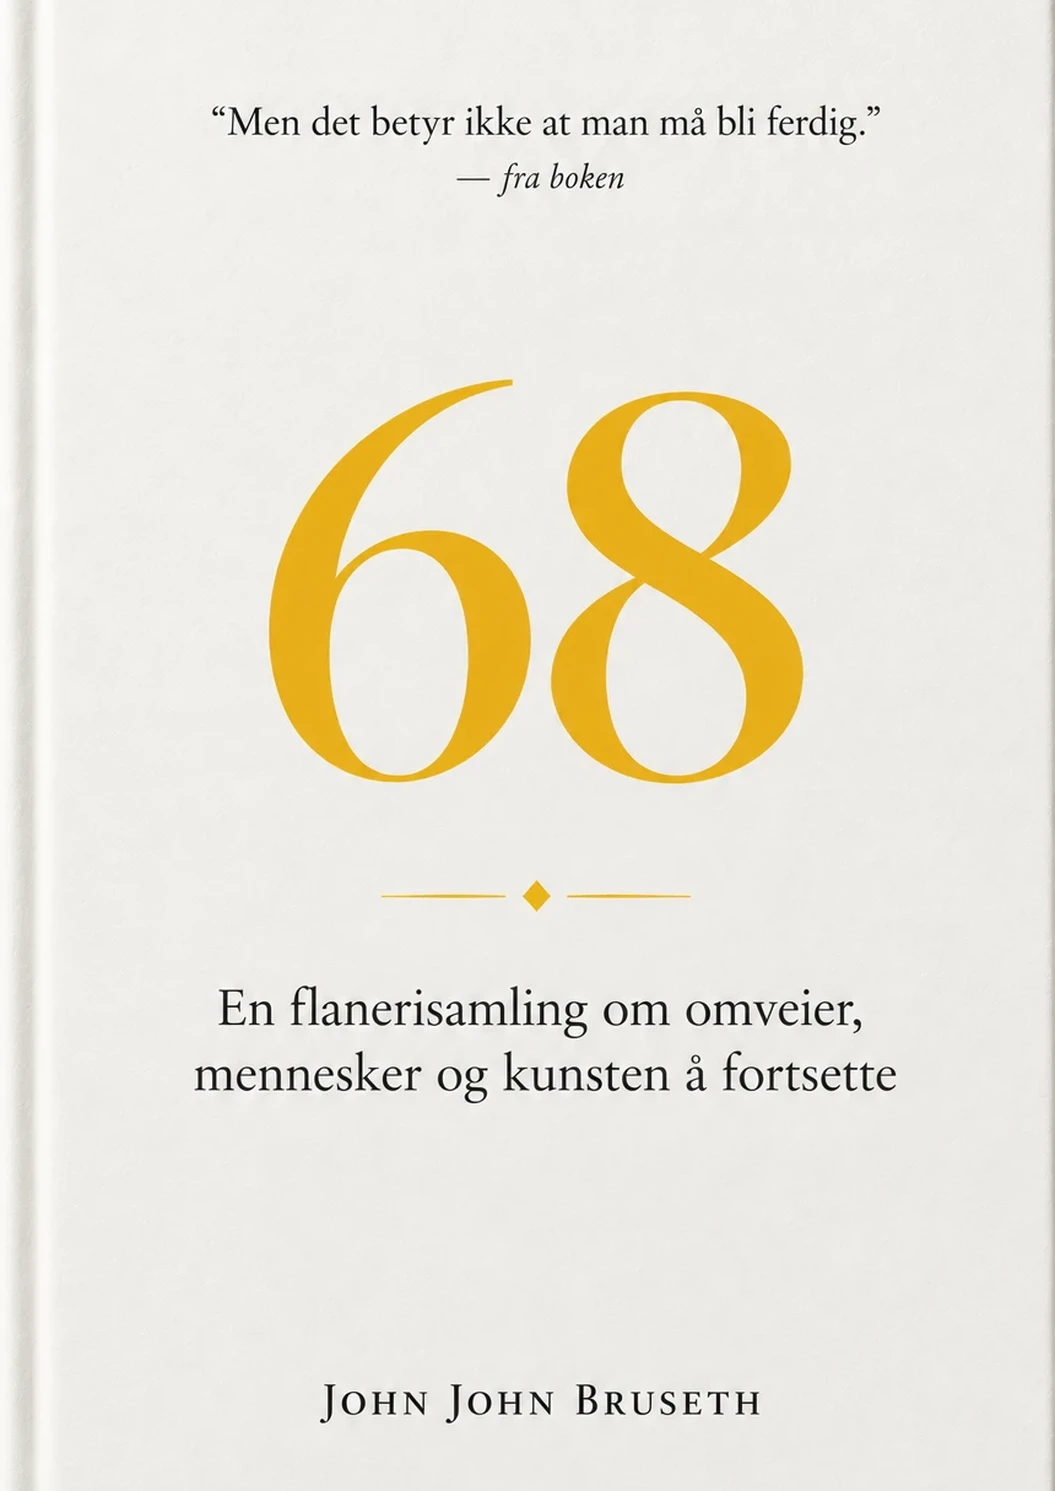 “Men det betyr ikke at man må bli ferdig.”
— fra boken
68
En flanerisamling om omveier,
mennesker og kunsten å fortsette
John John Bruseth